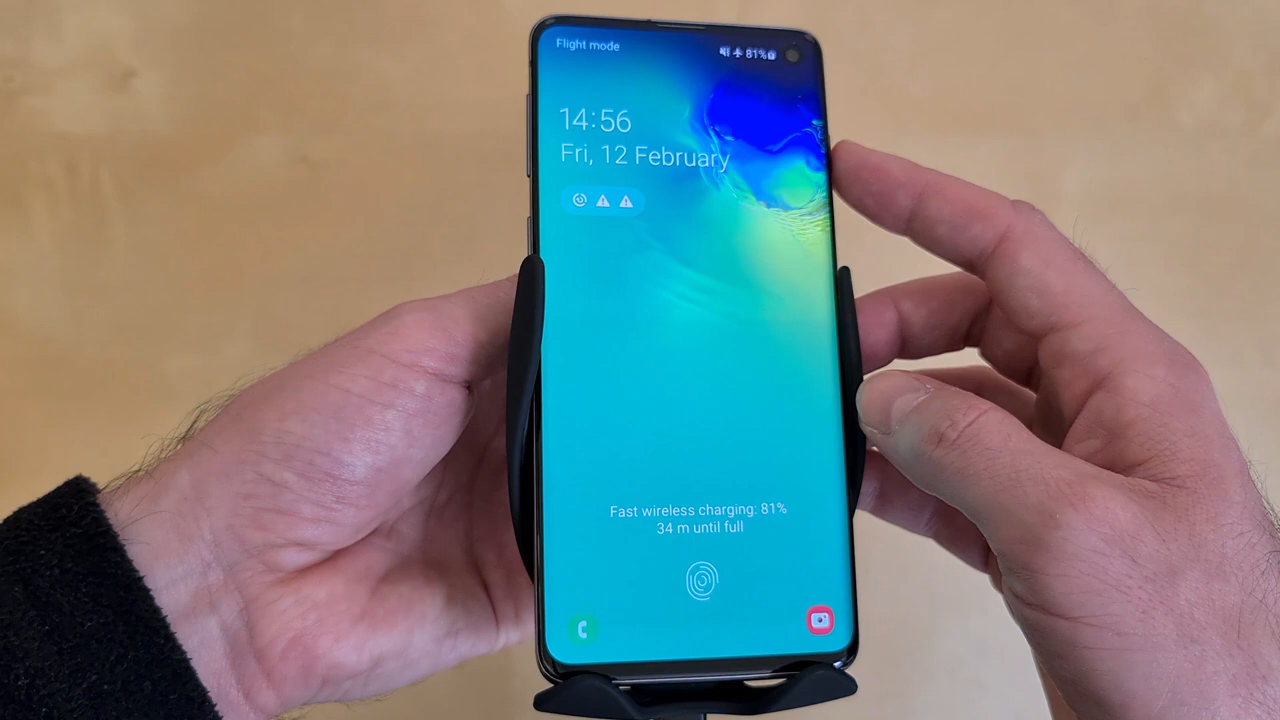 Flight mode
81%
14:56
Fri, 12 February
Fast wireless charging: 81%
34 m until full